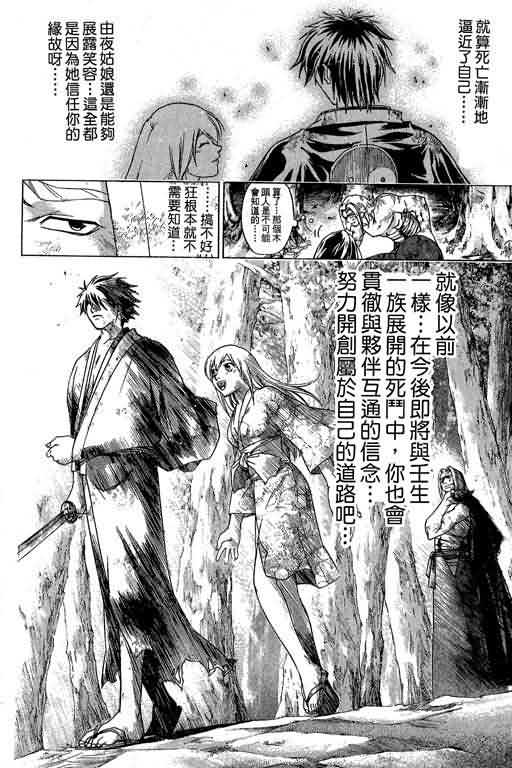 就算死亡漸漸地
逼近了自己……
由夜姑娘還是能夠
展露笑容…這全都
是因為她信任你的
緣故呀……
算了…那個木
頭人是不可能
會知道的……
……搞不好…
狂根本就不
需要知道…
就像以前
一樣…在今後即將與壬生
一族展開的死鬥中，你也會
貫徹與夥伴互通的信念…
努力開創屬於自己的道路吧…